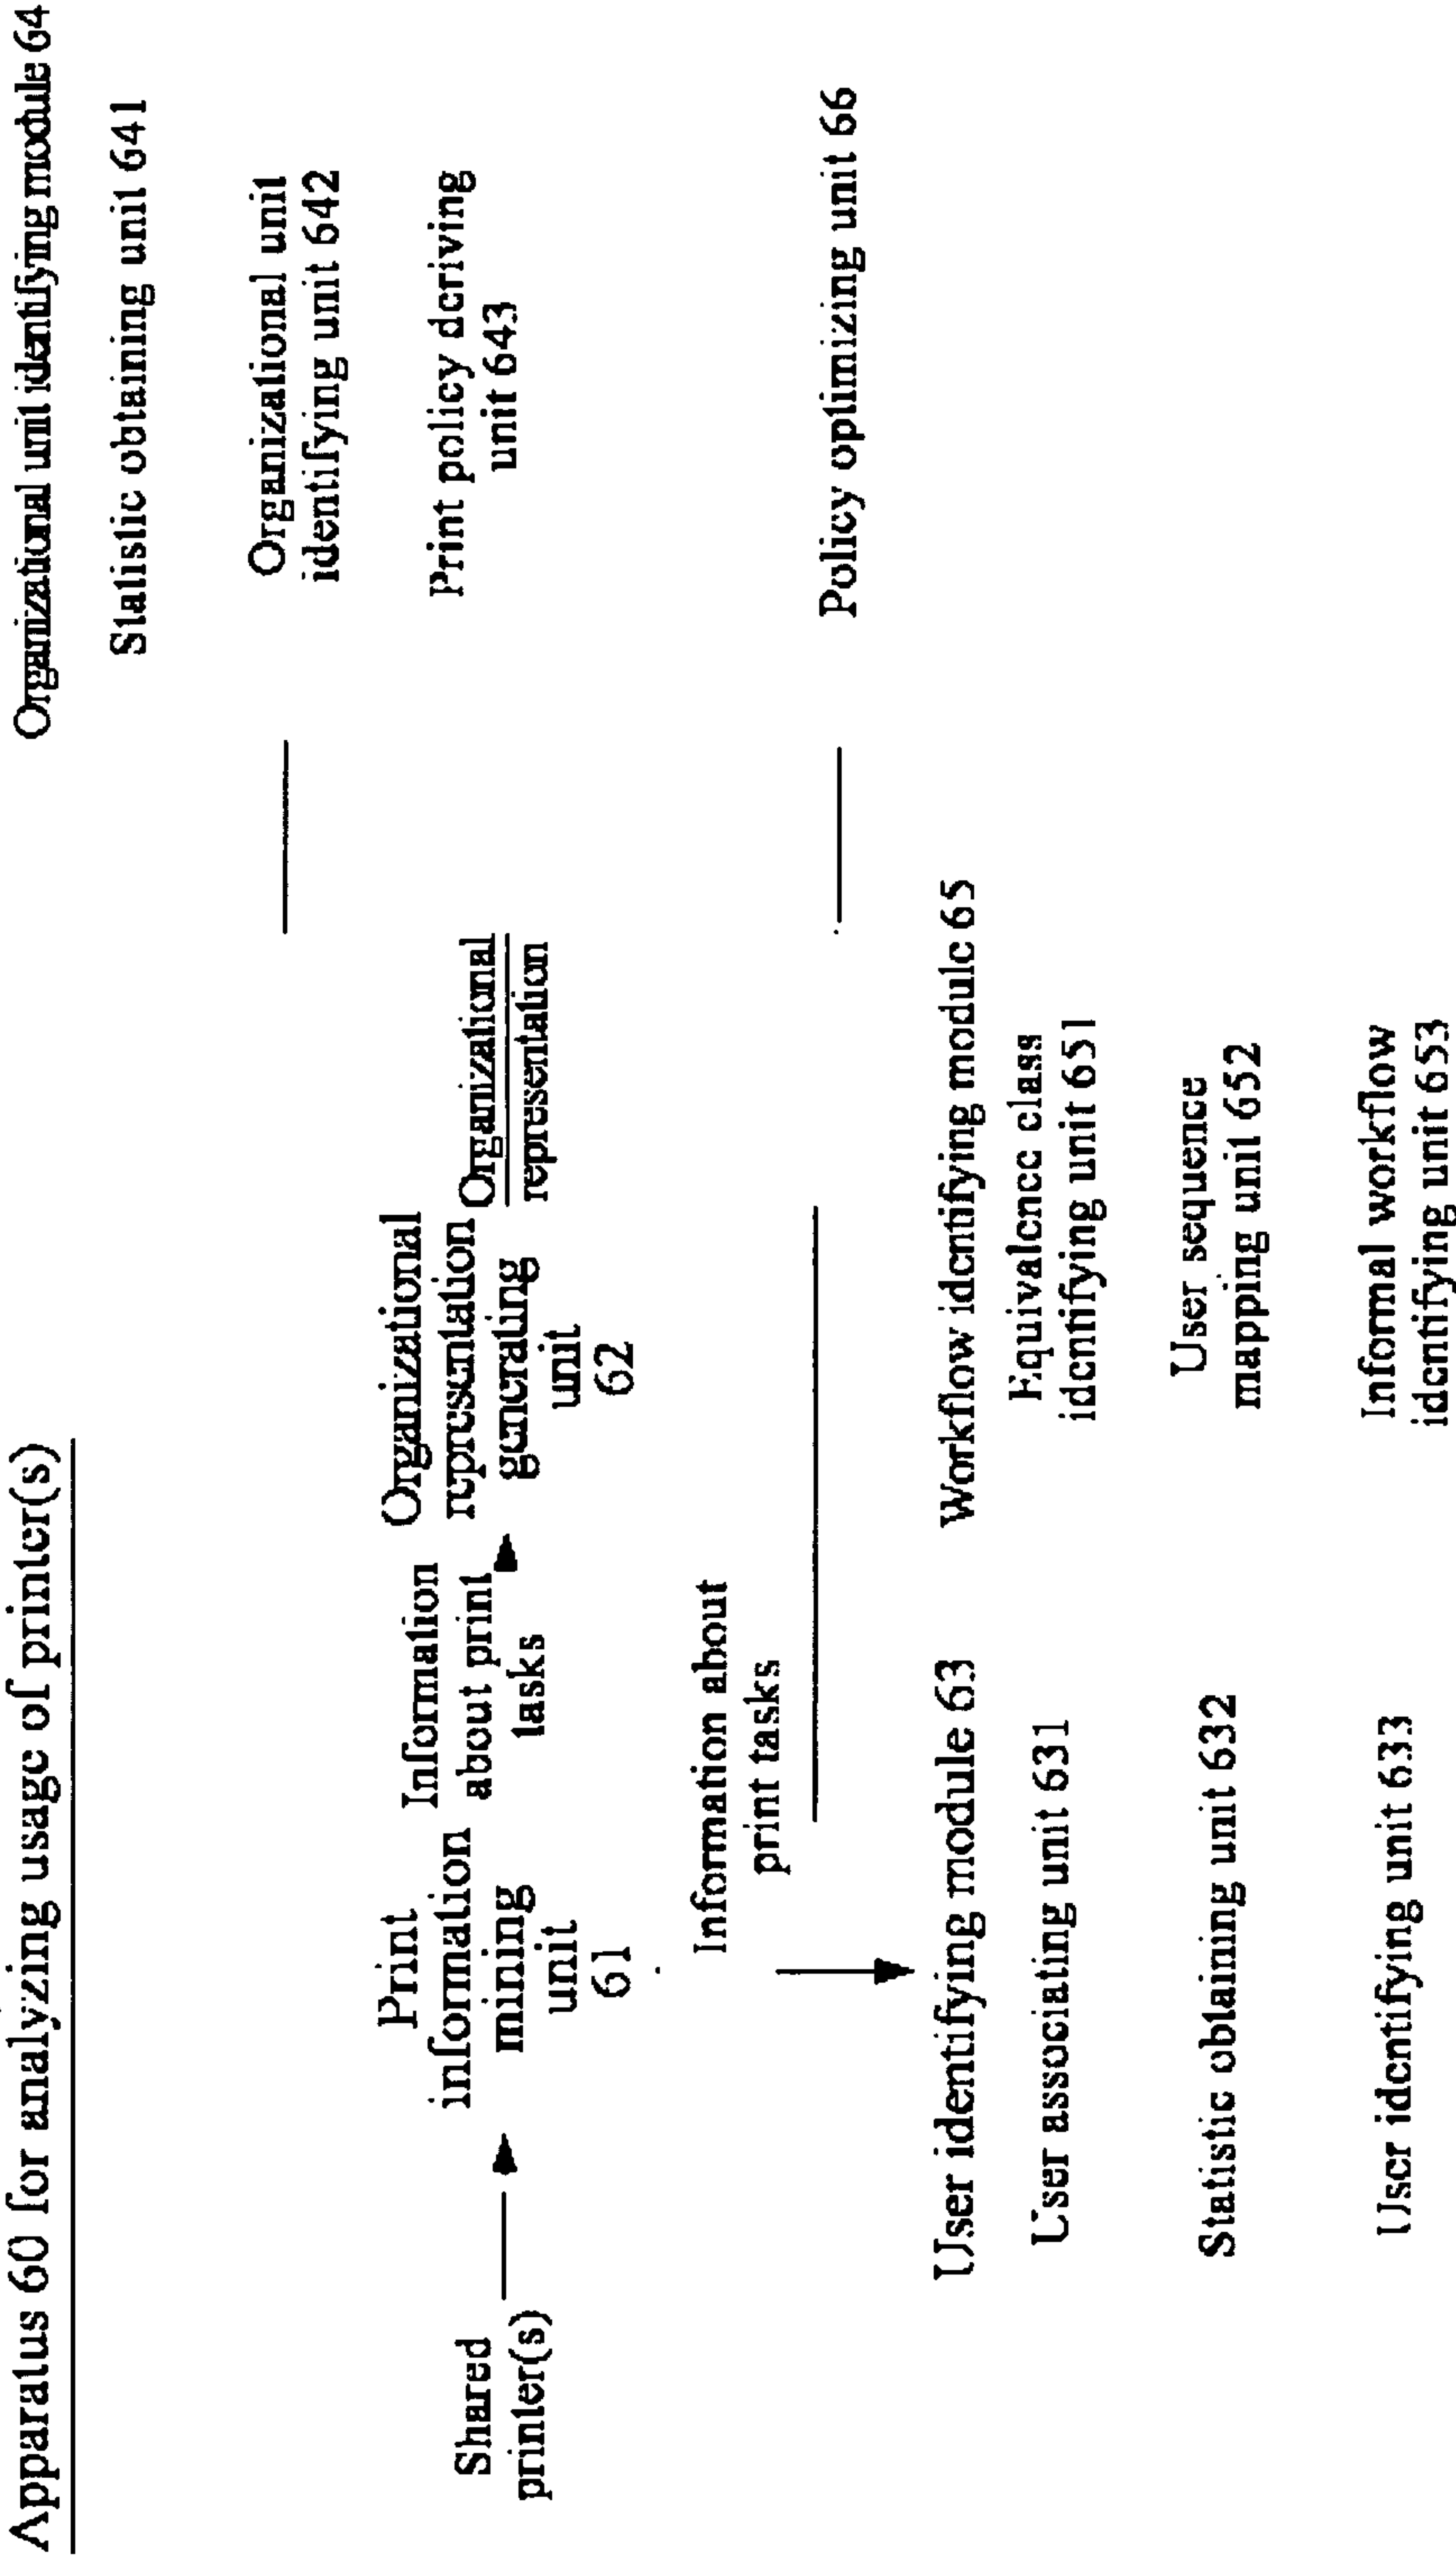 Apparatus 60 for analyzing usage of printer(s)
Organizational unit identifying module 64
Statistic obtaining unit 641
Organizational unit
identifying unit 642
Print policy deriving
unit 643
Shared
printer(s)
Print
information
mining
unit
61
Information
about print
tasks
Organizational
representation
generating
unit
62
Organizational
representation
Information about
print tasks
Policy optimizing unit 66
User identifying module 63
User associating unit 631
Statistic obtaining unit 632
User identifying unit 633
Workflow identifying module 65
Equivalence class
identifying unit 651
User sequence
mapping unit 652
Informal workflow
identifying unit 653